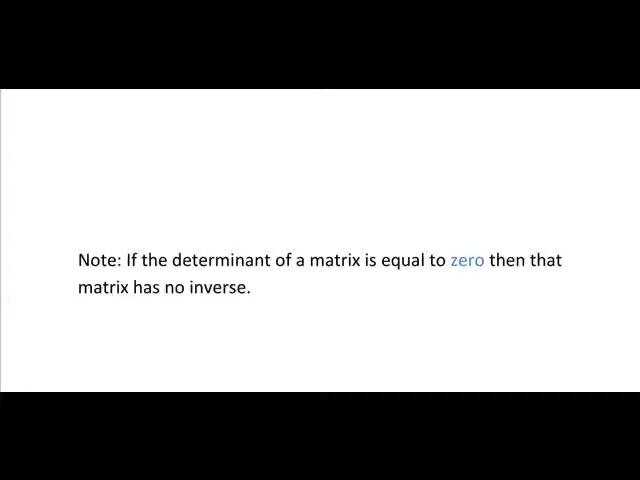 Note: If the determinant of a matrix is equal to zero then that
matrix has no inverse.